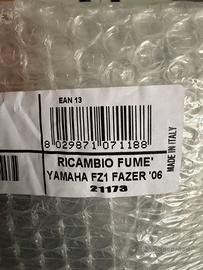 EAN 13
8 029871 071188
RICAMBIO FUME'
YAMAHA FZ1 FAZER '06
21173
MADE IN ITALY